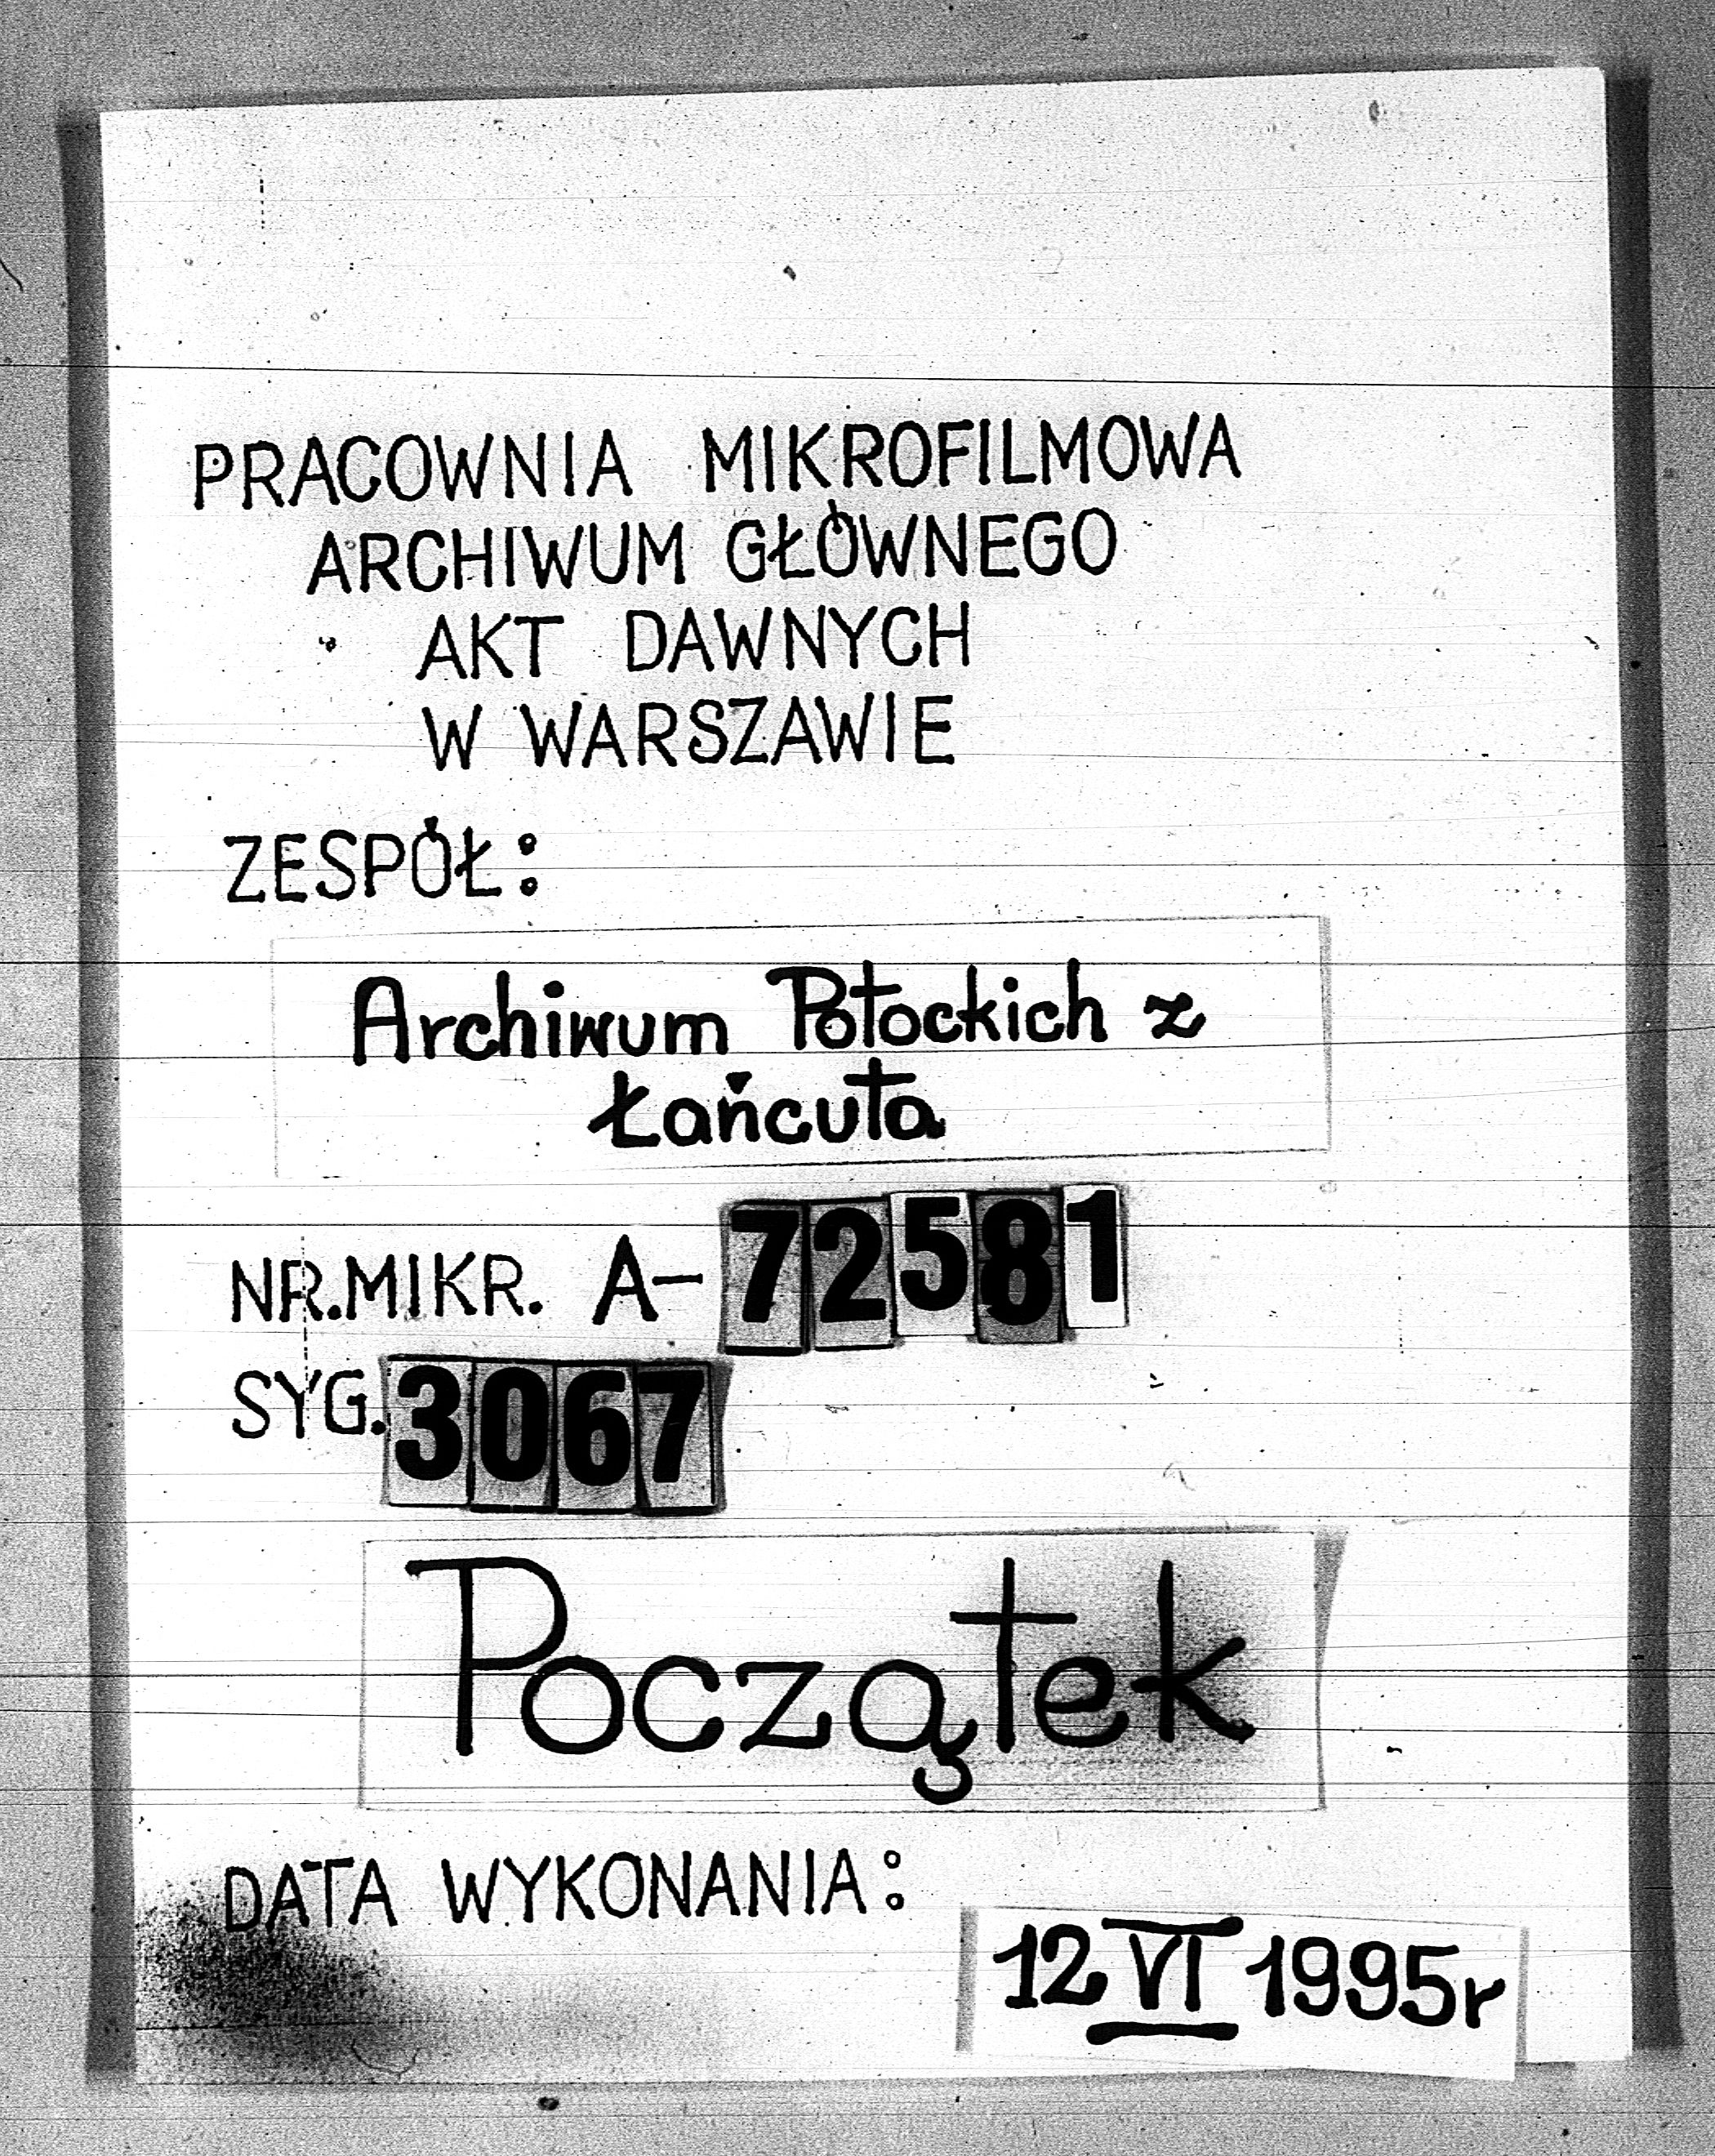 PRACOWNIA MIKROFILMOWA
ARCHIWUM GŁÓWNEGO
AKT DAWNYCH
W WARSZAWIE
ZESPÓŁ:
Archiwum Potockich z
Łańcuta
NR.MIKR. A-72581
SYG. 3067
Początek
DATA WYKONANIA:
12 VI 1995r